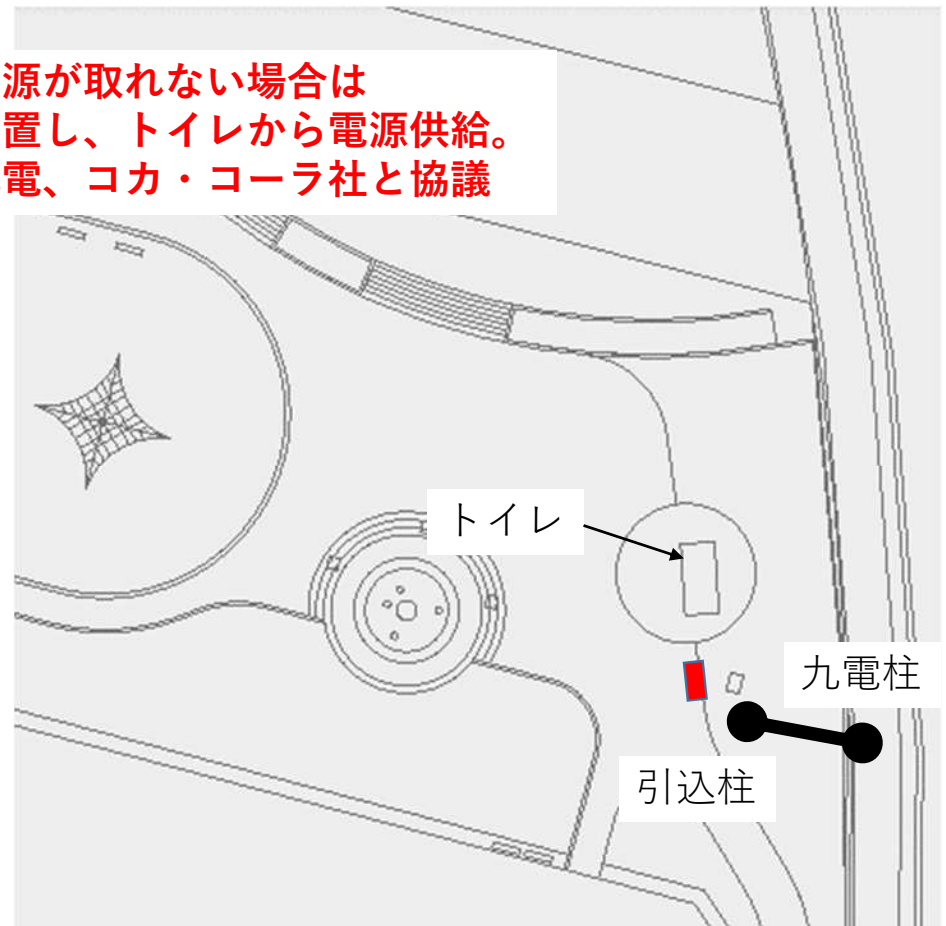 源が取れない場合は
置し、トイレから電源供給。
電、コカ・コーラ社と協議
トイレ
九電柱
引込柱